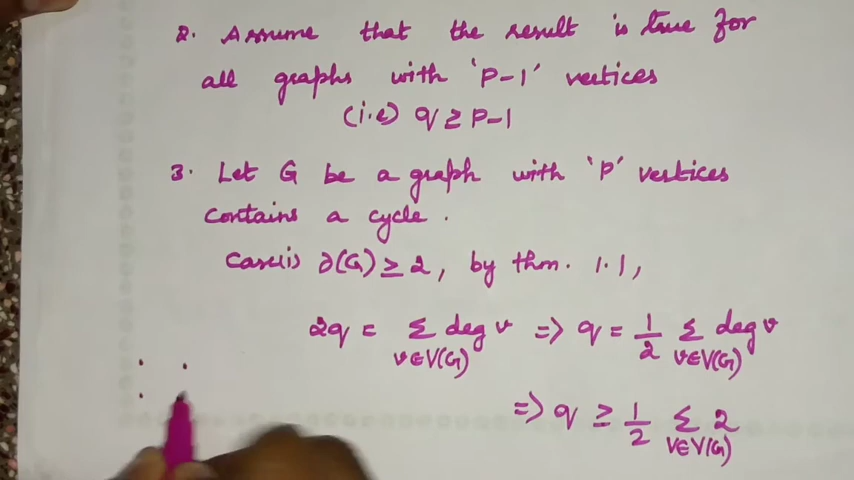 2. Assume that the result is true for
all graphs with 'P-1' vertices
(i.e) q ≥ P-1
3. Let G be a graph with 'P' vertices
contains a cycle.
Case(i) ∂(G) ≥ 2, by thm. 1.1,
2q = Σ deg v => q = 1/2 Σ deg v
v∈V(G) v∈V(G)
=> q ≥ 1/2 Σ 2
v∈V(G)